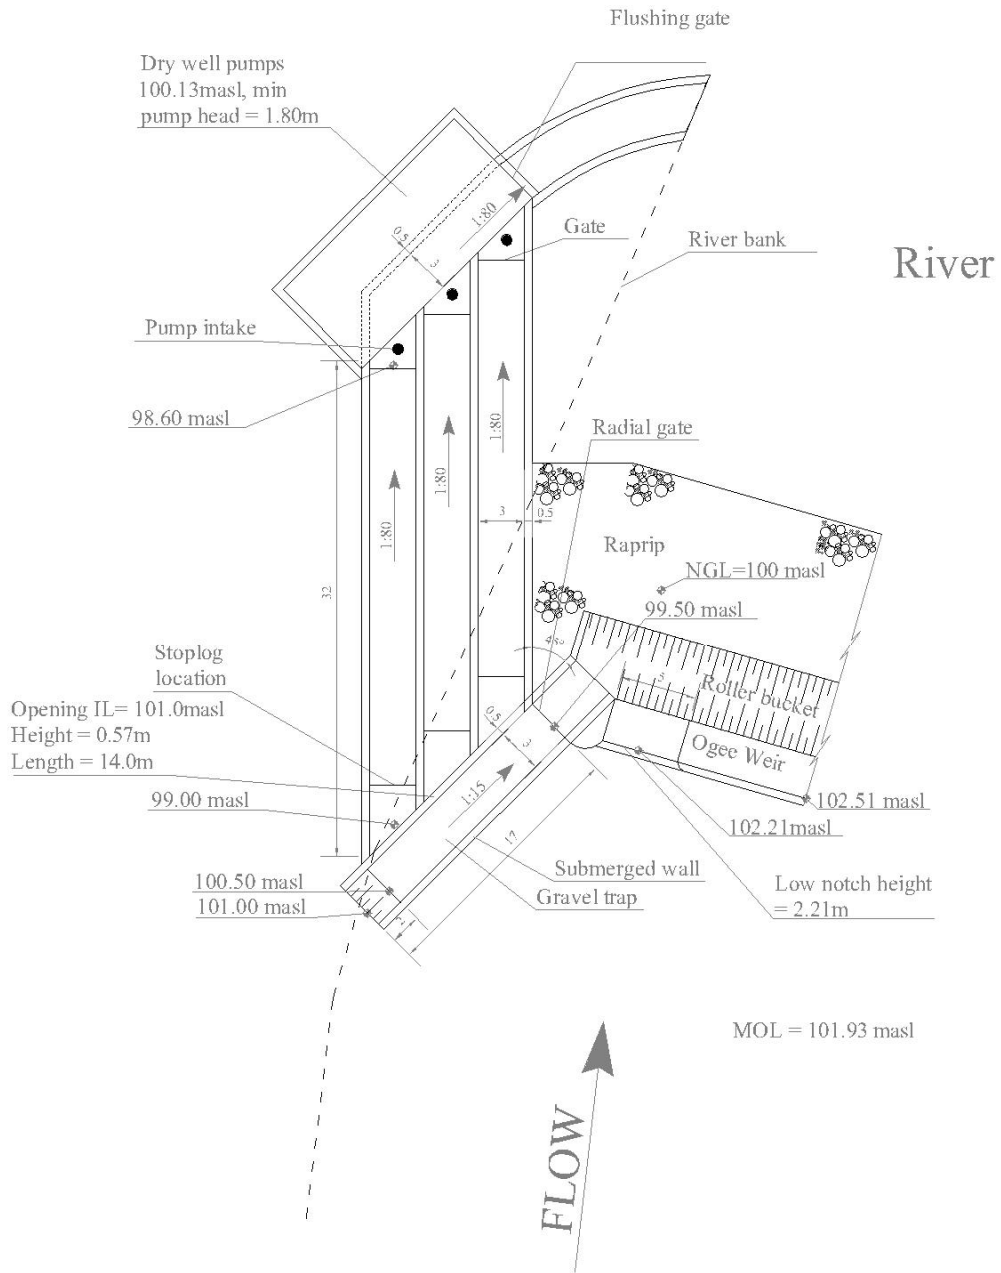 Flushing gate
Dry well pumps
100.13masl, min
pump head = 1.80m
1:80
0.5
3
Gate
River bank
River
Pump intake
98.60 masl
Radial gate
1:80
1:80
1:80
3
0.5
Raprip
NGL=100 masl
99.50 masl
32
45°
Stoplog
location
5
Roller bucket
Opening IL= 101.0masl
Height = 0.57m
Length = 14.0m
0.5
3
Ogee Weir
1:15
99.00 masl
102.51 masl
102.21masl
17
Submerged wall
Gravel trap
Low notch height
= 2.21m
100.50 masl
101.00 masl
2
MOL = 101.93 masl
FLOW